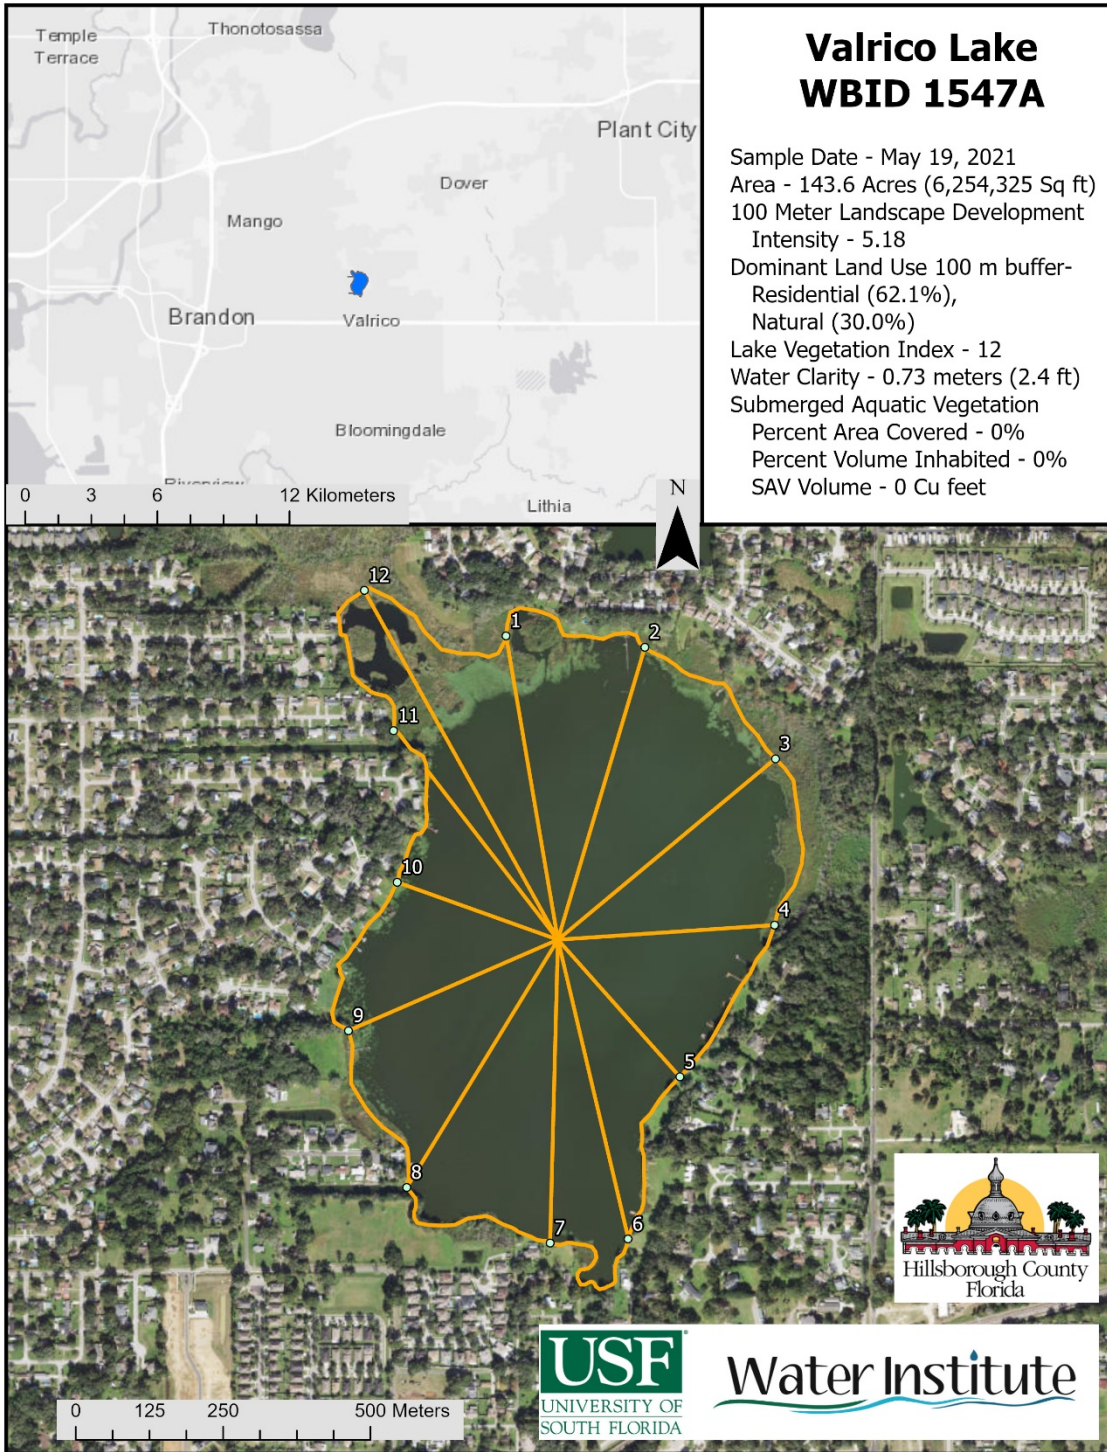 Temple
Terrace
Thonotosassa
Plant City
Dover
Mango
Brandon
Valrico
Bloomingdale
Riverview
Lithia
0 3 6 12 Kilometers
N
Valrico Lake
WBID 1547A
Sample Date - May 19, 2021
Area - 143.6 Acres (6,254,325 Sq ft)
100 Meter Landscape Development
Intensity - 5.18
Dominant Land Use 100 m buffer-
Residential (62.1%),
Natural (30.0%)
Lake Vegetation Index - 12
Water Clarity - 0.73 meters (2.4 ft)
Submerged Aquatic Vegetation
Percent Area Covered - 0%
Percent Volume Inhabited - 0%
SAV Volume - 0 Cu feet
12
1
2
11
3
10
4
9
5
8
7
6
Hillsborough County
Florida
USF
UNIVERSITY OF
SOUTH FLORIDA
Water Institute
0 125 250 500 Meters